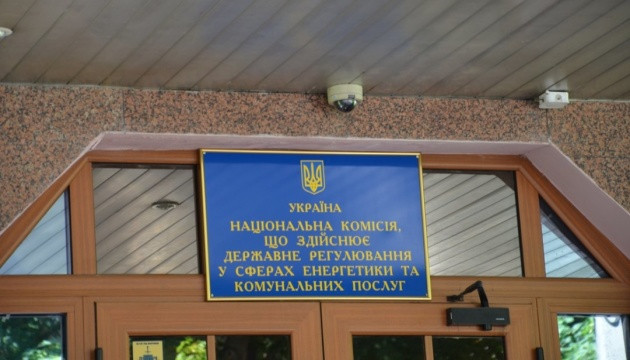 УКРАЇНА
НАЦІОНАЛЬНА КОМІСІЯ,
ЩО ЗДІЙСНЮЄ
ДЕРЖАВНЕ РЕГУЛЮВАННЯ
У СФЕРАХ ЕНЕРГЕТИКИ ТА
КОМУНАЛЬНИХ ПОСЛУГ